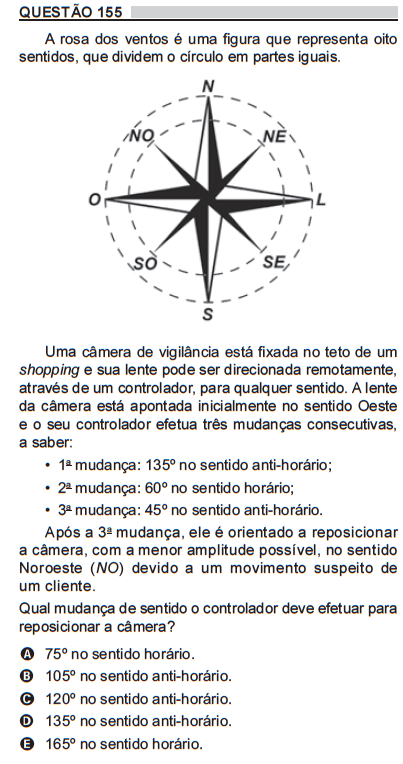 QUESTÃO 155
A rosa dos ventos é uma figura que representa oito
sentidos, que dividem o círculo em partes iguais.
N
NO
NE
O
L
SO
SE
S
Uma câmera de vigilância está fixada no teto de um
shopping e sua lente pode ser direcionada remotamente,
através de um controlador, para qualquer sentido. A lente
da câmera está apontada inicialmente no sentido Oeste
e o seu controlador efetua três mudanças consecutivas,
a saber:
• 1ª mudança: 135º no sentido anti-horário;
• 2ª mudança: 60º no sentido horário;
• 3ª mudança: 45º no sentido anti-horário.
Após a 3ª mudança, ele é orientado a reposicionar
a câmera, com a menor amplitude possível, no sentido
Noroeste (NO) devido a um movimento suspeito de
um cliente.
Qual mudança de sentido o controlador deve efetuar para
reposicionar a câmera?
A 75º no sentido horário.
B 105º no sentido anti-horário.
C 120º no sentido anti-horário.
D 135º no sentido anti-horário.
E 165º no sentido horário.